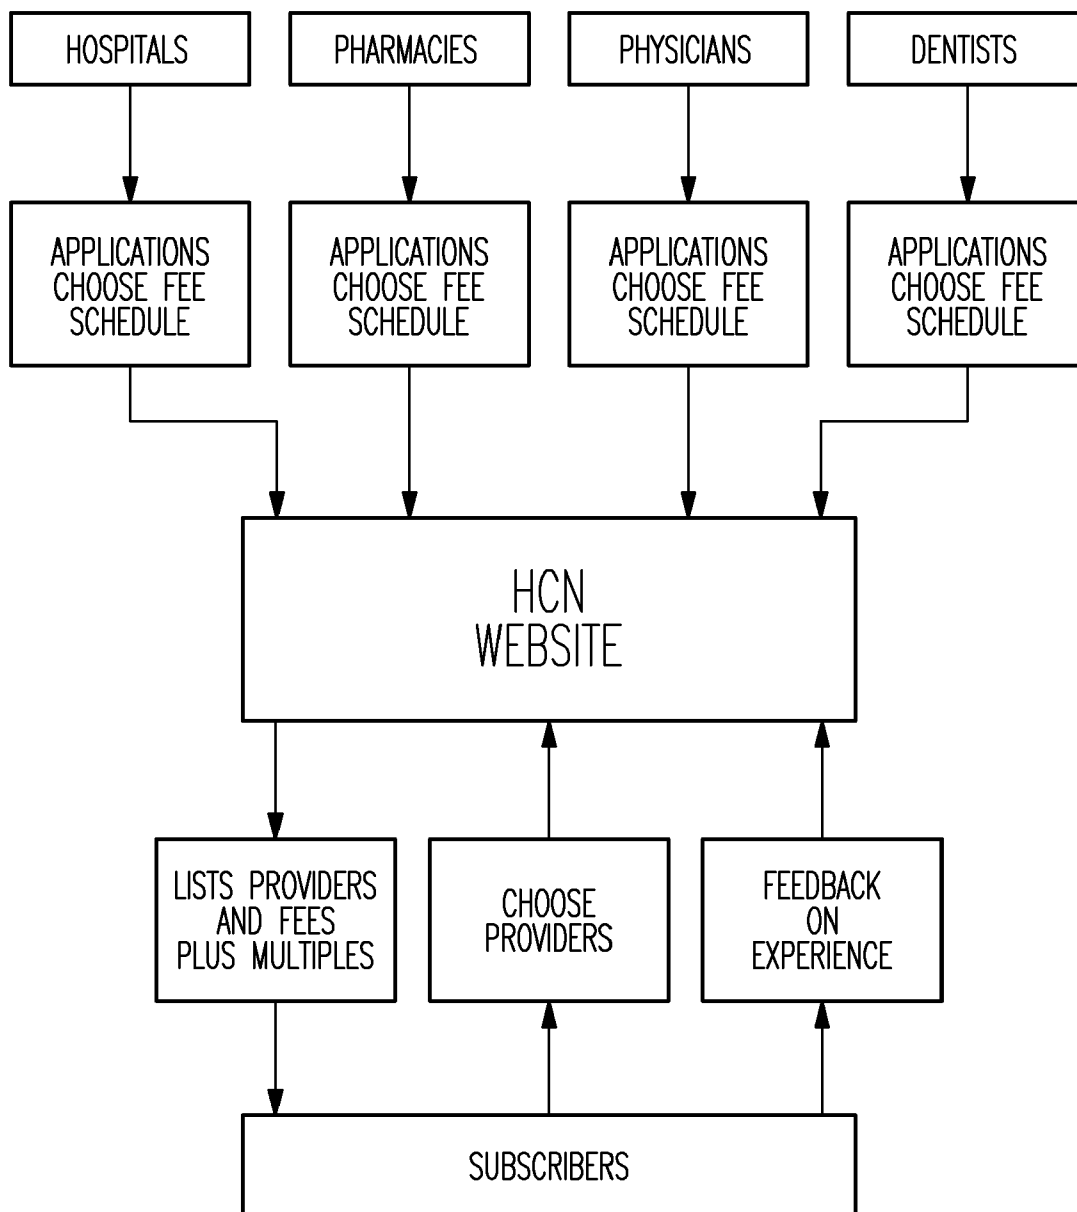 HOSPITALS
PHARMACIES
PHYSICIANS
DENTISTS
APPLICATIONS
CHOOSE FEE
SCHEDULE
APPLICATIONS
CHOOSE FEE
SCHEDULE
APPLICATIONS
CHOOSE FEE
SCHEDULE
APPLICATIONS
CHOOSE FEE
SCHEDULE
HCN
WEBSITE
LISTS PROVIDERS
AND FEES
PLUS MULTIPLES
CHOOSE
PROVIDERS
FEEDBACK
ON
EXPERIENCE
SUBSCRIBERS